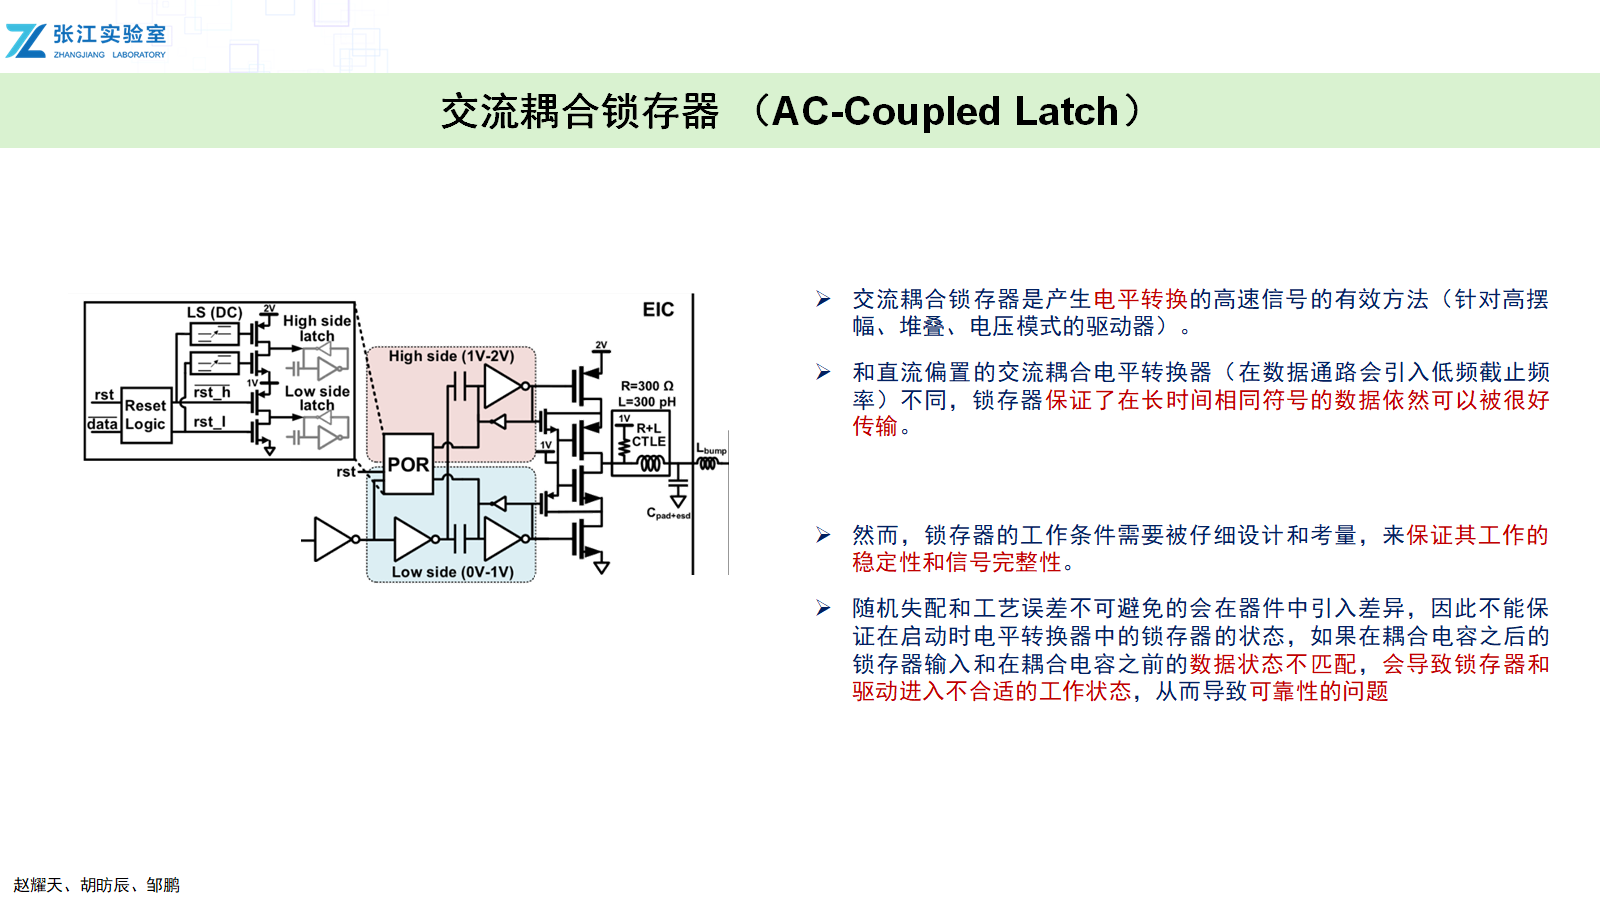 张江实验室
ZHANGJIANG LABORATORY
交流耦合锁存器 （AC-Coupled Latch）
LS (DC)
2V
High side
latch
1V
rst
Reset
Logic
data
rst_h
rst_l
Low side
latch
High side (1V-2V)
POR
rst
Low side (0V-1V)
EIC
2V
R=300 Ω
L=300 pH
1V
R+L
CTLE
1V
Lbump
Cpad+esd
交流耦合锁存器是产生电平转换的高速信号的有效方法（针对高摆
幅、堆叠、电压模式的驱动器）。
和直流偏置的交流耦合电平转换器（在数据通路会引入低频截止频
率）不同，锁存器保证了在长时间相同符号的数据依然可以被很好
传输。
然而，锁存器的工作条件需要被仔细设计和考量，来保证其工作的
稳定性和信号完整性。
随机失配和工艺误差不可避免的会在器件中引入差异，因此不能保
证在启动时电平转换器中的锁存器的状态，如果在耦合电容之后的
锁存器输入和在耦合电容之前的数据状态不匹配，会导致锁存器和
驱动进入不合适的工作状态，从而导致可靠性的问题
赵耀天、胡昉辰、邹鹏